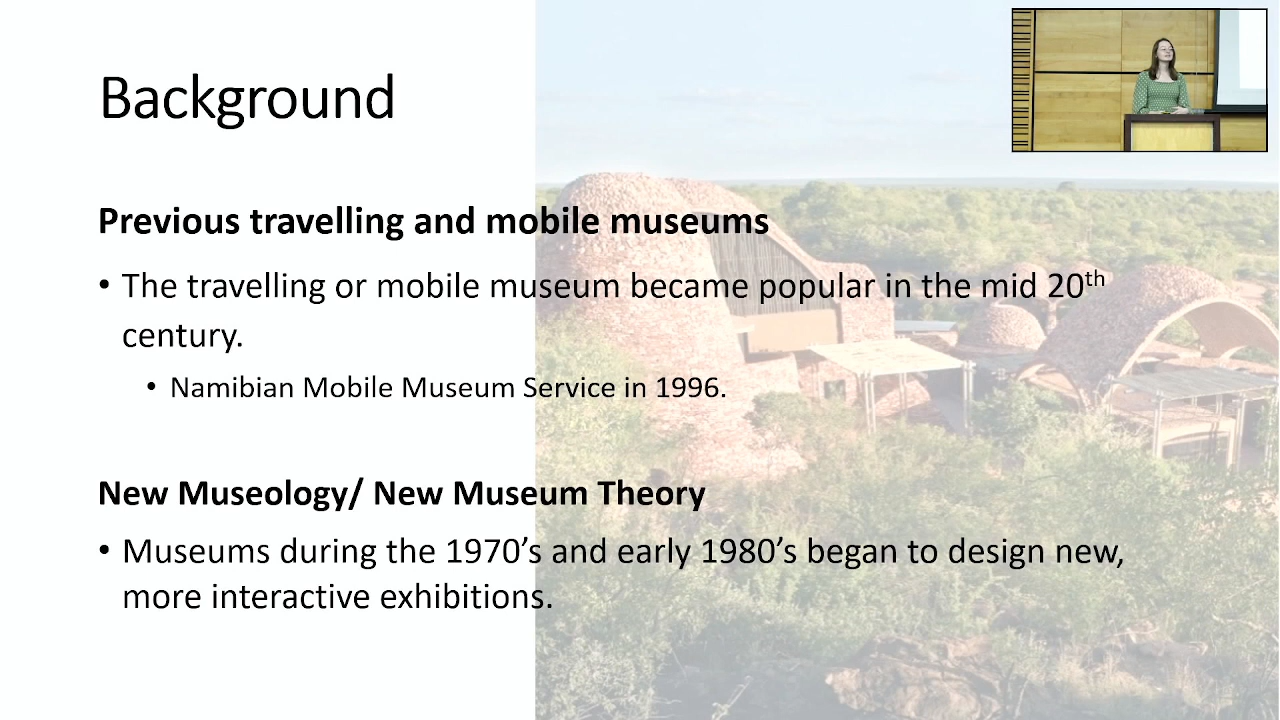 Background
Previous travelling and mobile museums
• The travelling or mobile museum became popular in the mid 20th
century.
• Namibian Mobile Museum Service in 1996.
New Museology/ New Museum Theory
• Museums during the 1970’s and early 1980’s began to design new,
more interactive exhibitions.